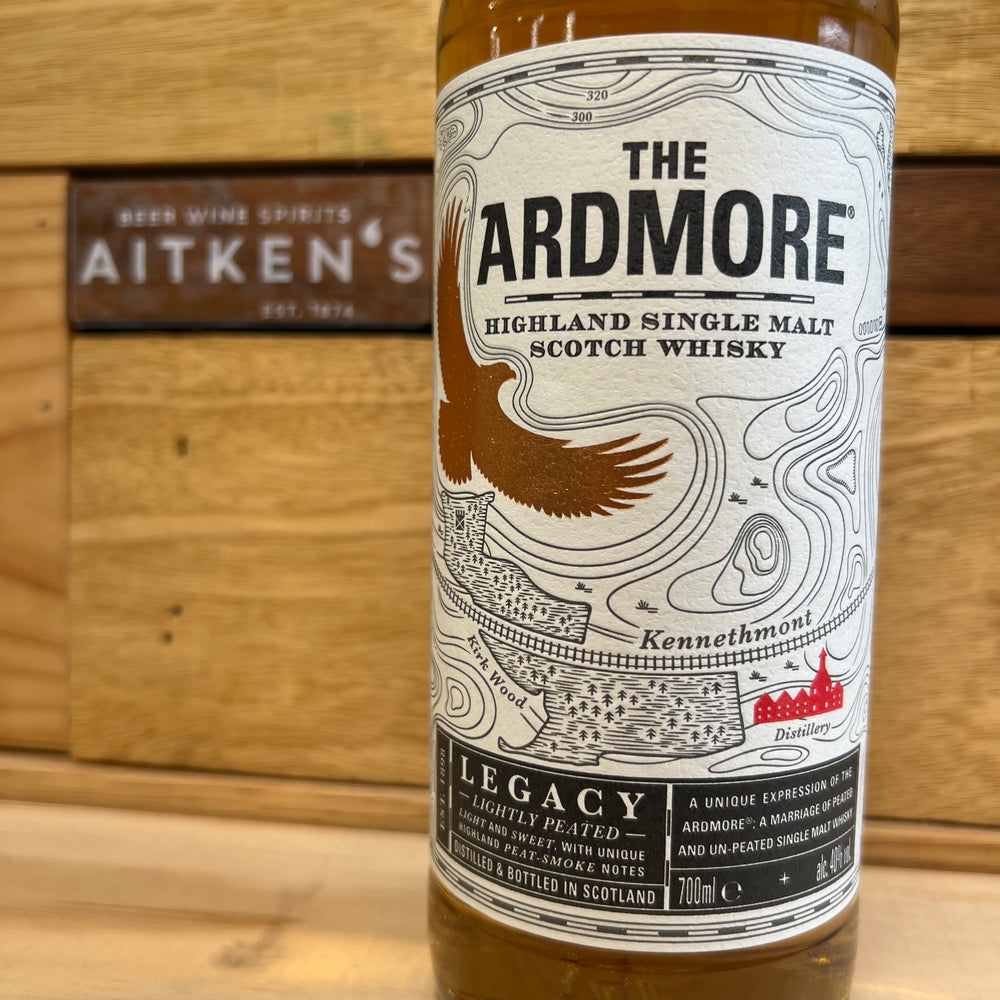 BEER WINE SPIRITS
AITKEN'S
EST. 1874
320
300
THE
ARDMORE®
HIGHLAND SINGLE MALT
SCOTCH WHISKY
Kennethmont
Kirk Wood
Distillery
EST. 1898
LEGACY
LIGHTLY PEATED
LIGHT AND SWEET, WITH UNIQUE
HIGHLAND PEAT-SMOKE NOTES
DISTILLED & BOTTLED IN SCOTLAND
A UNIQUE EXPRESSION OF THE
ARDMORE®: A MARRIAGE OF PEATED
AND UN-PEATED SINGLE MALT WHISKY
700ml ℮ + alc. 40% vol.